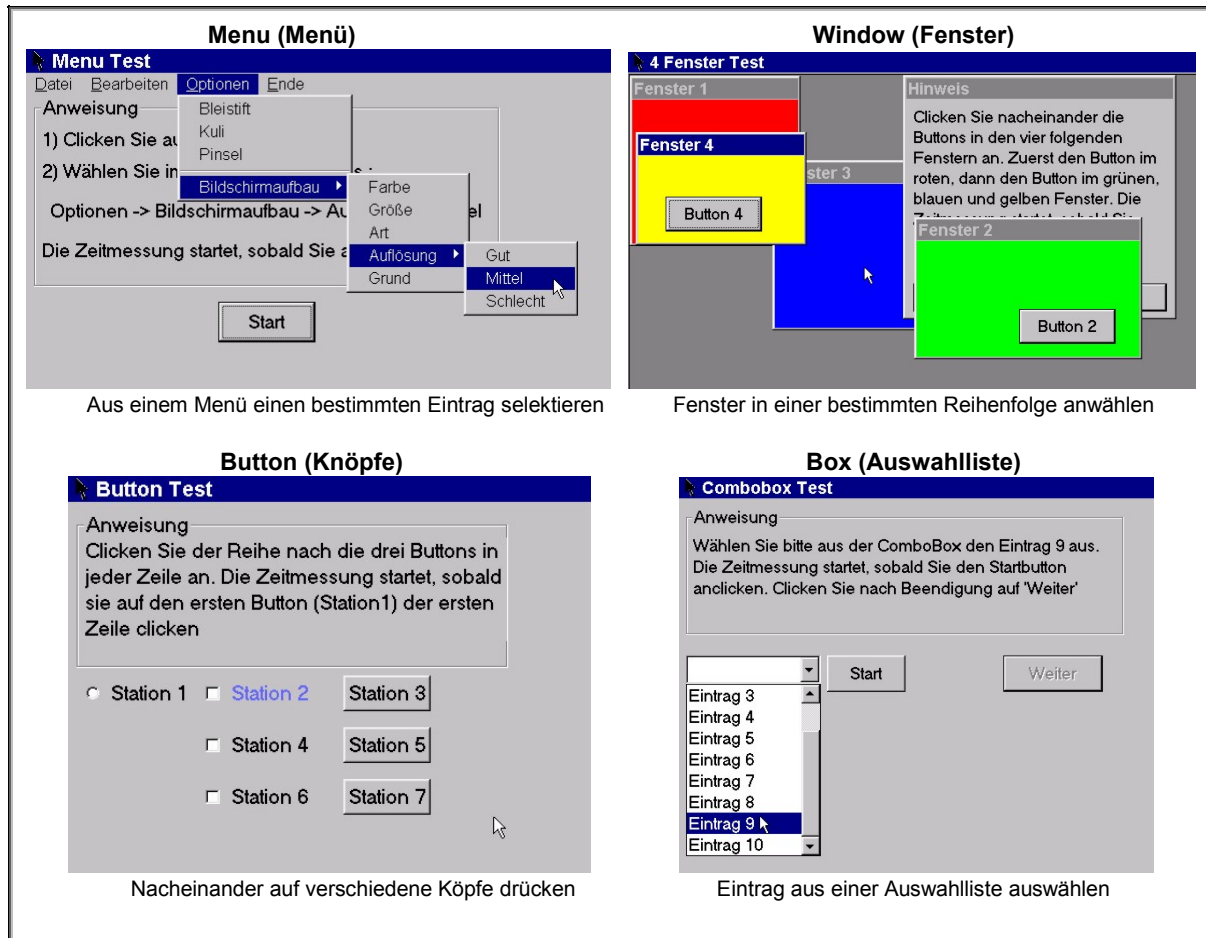 Menu (Menü)
Menu Test
Datei Bearbeiten Optionen Ende
Anweisung
1) Clicken Sie
2) Wählen Sie
Optionen -> Bildschirmaufbau ->
Die Zeitmessung startet, sobald Sie
Bleistift
Kuli
Pinsel
Bildschirmaufbau
Farbe
Größe
Art
Auflösung
Grund
Gut
Mittel
Schlecht
Start
Aus einem Menü einen bestimmten Eintrag selektieren
Window (Fenster)
4 Fenster Test
Fenster 1
Fenster 4
Button 4
ster 3
Hinweis
Clicken Sie nacheinander die
Buttons in den vier folgenden
Fenstern an. Zuerst den Button im
roten, dann den Button im grünen,
blauen und gelben Fenster. Die
Fenster 2
Button 2
Fenster in einer bestimmten Reihenfolge anwählen
Button (Knöpfe)
Button Test
Anweisung
Clicken Sie der Reihe nach die drei Buttons in
jeder Zeile an. Die Zeitmessung startet, sobald
sie auf den ersten Button (Station1) der ersten
Zeile clicken
Station 1 Station 2 Station 3
Station 4 Station 5
Station 6 Station 7
Nacheinander auf verschiedene Köpfe drücken
Box (Auswahlliste)
Combobox Test
Anweisung
Wählen Sie bitte aus der ComboBox den Eintrag 9 aus.
Die Zeitmessung startet, sobald Sie den Startbutton
anclicken. Clicken Sie nach Beendigung auf 'Weiter'
Start Weiter
Eintrag 3
Eintrag 4
Eintrag 5
Eintrag 6
Eintrag 7
Eintrag 8
Eintrag 9
Eintrag 10
Eintrag aus einer Auswahlliste auswählen